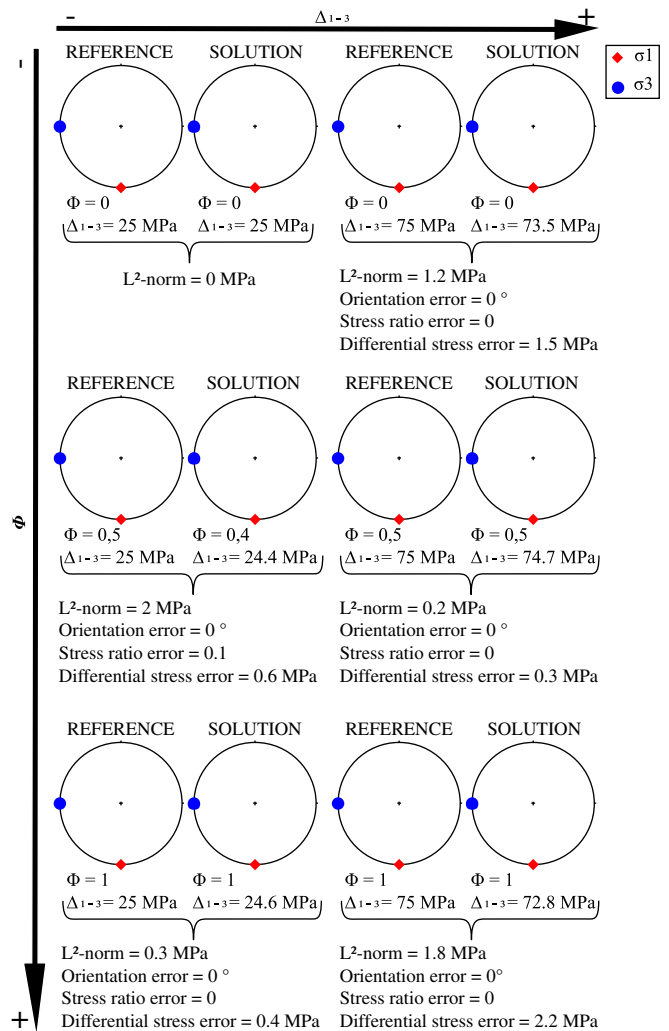 - Δ₁₋₃ +
σ1
σ3
-
Φ
+
REFERENCE SOLUTION REFERENCE SOLUTION
Φ = 0 Φ = 0 Φ = 0 Φ = 0
Δ₁₋₃ = 25 MPa Δ₁₋₃ = 25 MPa Δ₁₋₃ = 75 MPa Δ₁₋₃ = 73.5 MPa
L²-norm = 0 MPa
L²-norm = 1.2 MPa
Orientation error = 0 °
Stress ratio error = 0
Differential stress error = 1.5 MPa
REFERENCE SOLUTION REFERENCE SOLUTION
Φ = 0,5 Φ = 0,4 Φ = 0,5 Φ = 0,5
Δ₁₋₃ = 25 MPa Δ₁₋₃ = 24.4 MPa Δ₁₋₃ = 75 MPa Δ₁₋₃ = 74.7 MPa
L²-norm = 2 MPa
Orientation error = 0 °
Stress ratio error = 0.1
Differential stress error = 0.6 MPa
L²-norm = 0.2 MPa
Orientation error = 0 °
Stress ratio error = 0
Differential stress error = 0.3 MPa
REFERENCE SOLUTION REFERENCE SOLUTION
Φ = 1 Φ = 1 Φ = 1 Φ = 1
Δ₁₋₃ = 25 MPa Δ₁₋₃ = 24.6 MPa Δ₁₋₃ = 75 MPa Δ₁₋₃ = 72.8 MPa
L²-norm = 0.3 MPa
Orientation error = 0 °
Stress ratio error = 0
Differential stress error = 0.4 MPa
L²-norm = 1.8 MPa
Orientation error = 0°
Stress ratio error = 0
Differential stress error = 2.2 MPa